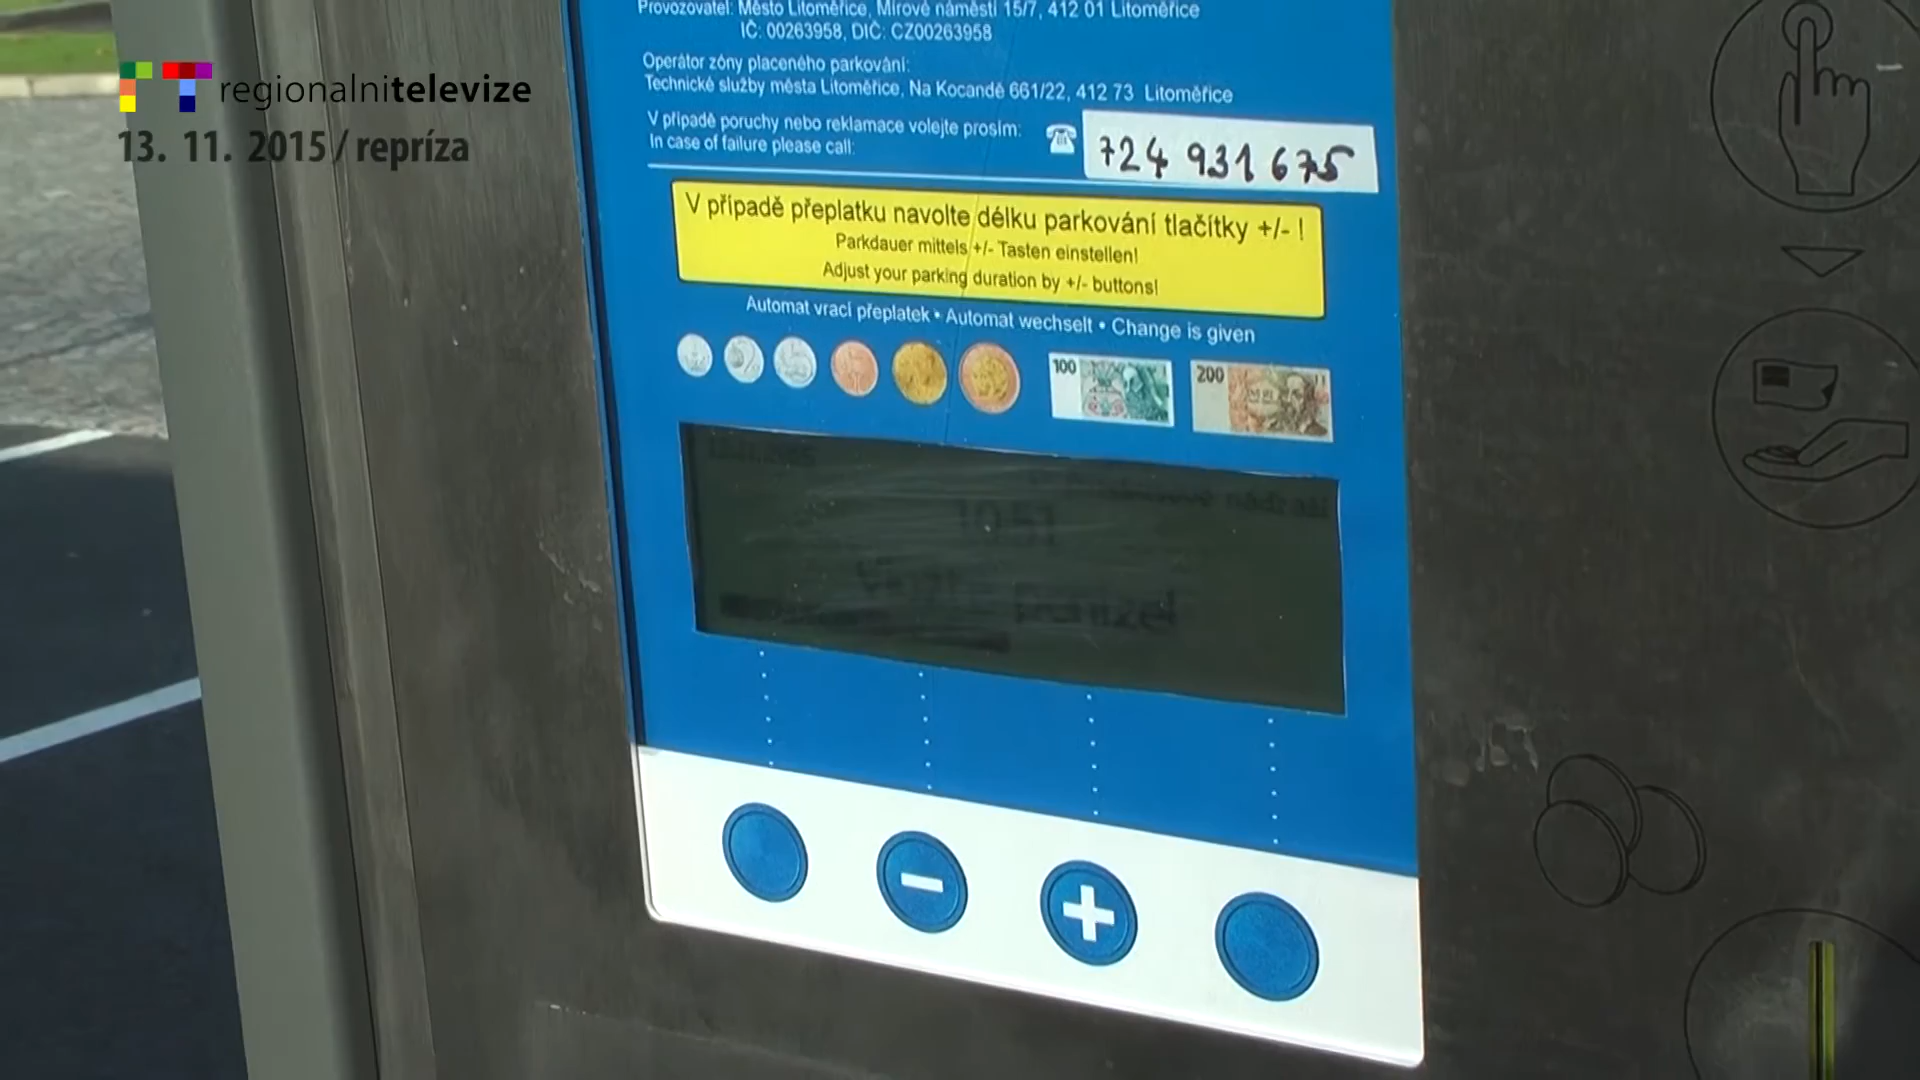 regionalnitelevize
13. 11. 2015 / repríza
Provozovatel: Město Litoměřice, Mírové náměstí 15/7, 412 01 Litoměřice
IČ: 00263958, DIČ: CZ00263958
Operátor zóny placeného parkování:
Technické služby města Litoměřice, Na Kocandě 661/22, 412 73 Litoměřice
V případě poruchy nebo reklamace volejte prosím:
In case of failure please call:
724 931 675
V případě přeplatku navolte délku parkování tlačítky +/- !
Parkdauer mittels +/- Tasten einstellen!
Adjust your parking duration by +/- buttons!
Automat vrací přeplatek • Automat wechselt • Change is given
100
200
10:51
- +